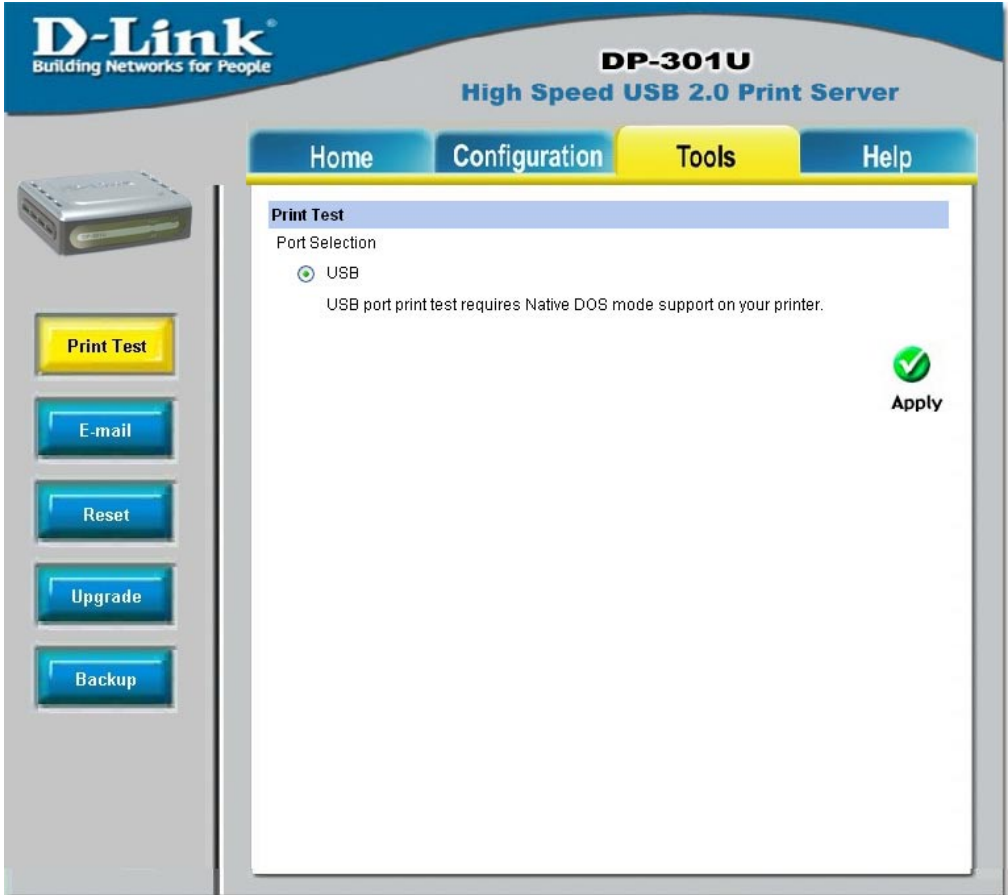 D-Link®
Building Networks for People
DP-301U
High Speed USB 2.0 Print Server
Home
Configuration
Tools
Help
Print Test
Port Selection
USB
USB port print test requires Native DOS mode support on your printer.
Apply
Print Test
E-mail
Reset
Upgrade
Backup